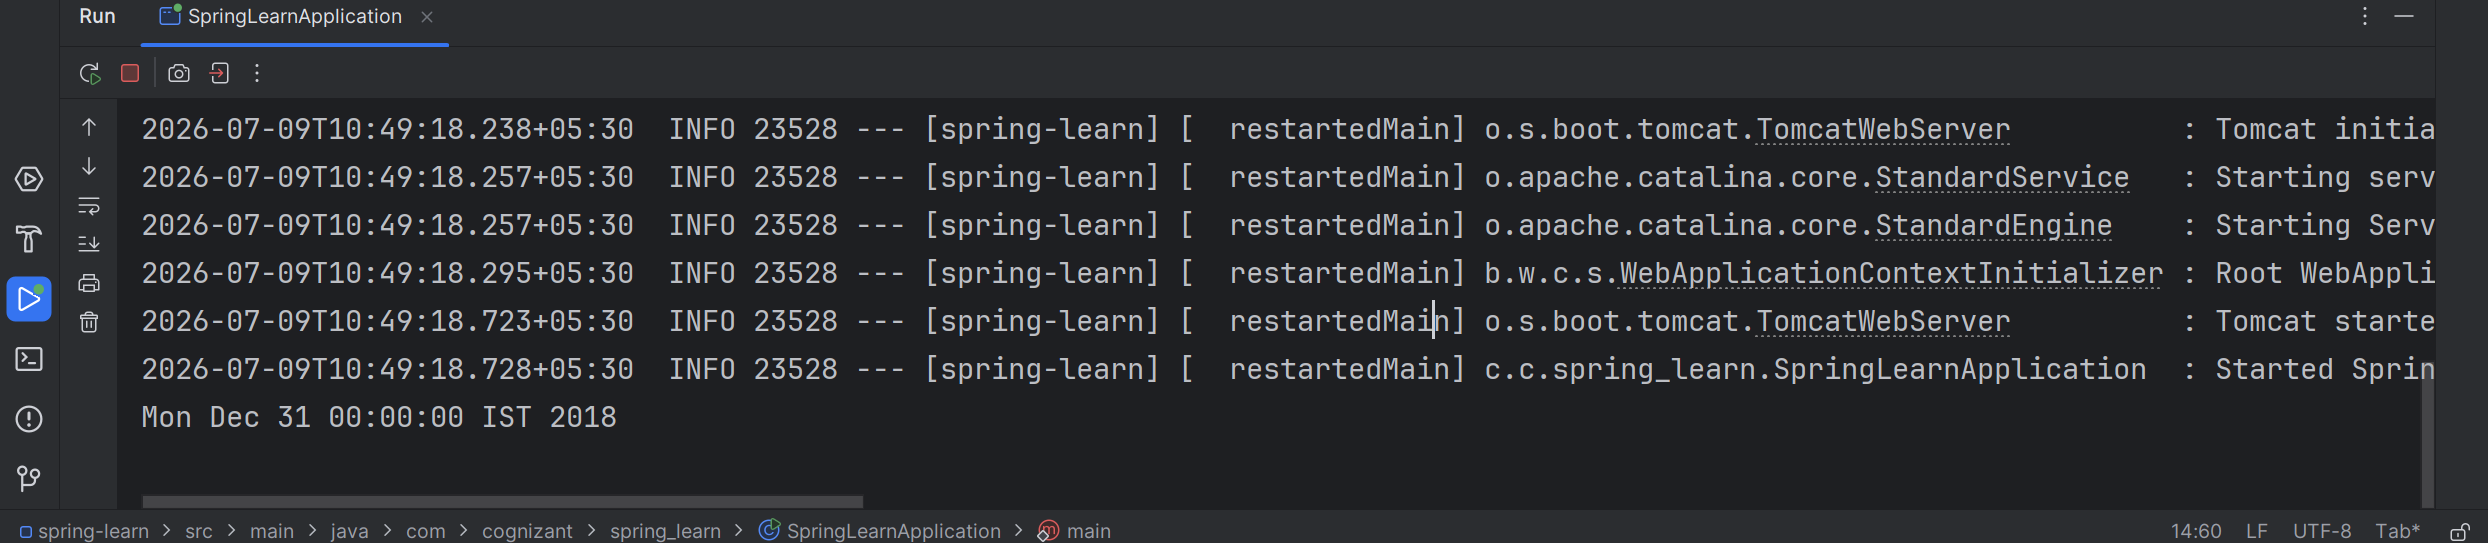 Run SpringLearnApplication
2026-07-09T10:49:18.238+05:30  INFO 23528 --- [spring-learn] [  restartedMain] o.s.boot.tomcat.TomcatWebServer          : Tomcat initia
2026-07-09T10:49:18.257+05:30  INFO 23528 --- [spring-learn] [  restartedMain] o.apache.catalina.core.StandardService   : Starting serv
2026-07-09T10:49:18.257+05:30  INFO 23528 --- [spring-learn] [  restartedMain] o.apache.catalina.core.StandardEngine    : Starting Serv
2026-07-09T10:49:18.295+05:30  INFO 23528 --- [spring-learn] [  restartedMain] b.w.c.s.WebApplicationContextInitializer : Root WebAppli
2026-07-09T10:49:18.723+05:30  INFO 23528 --- [spring-learn] [  restartedMain] o.s.boot.tomcat.TomcatWebServer          : Tomcat starte
2026-07-09T10:49:18.728+05:30  INFO 23528 --- [spring-learn] [  restartedMain] c.c.spring_learn.SpringLearnApplication  : Started Sprin
Mon Dec 31 00:00:00 IST 2018
spring-learn > src > main > java > com > cognizant > spring_learn > SpringLearnApplication > main 14:60 LF UTF-8 Tab*